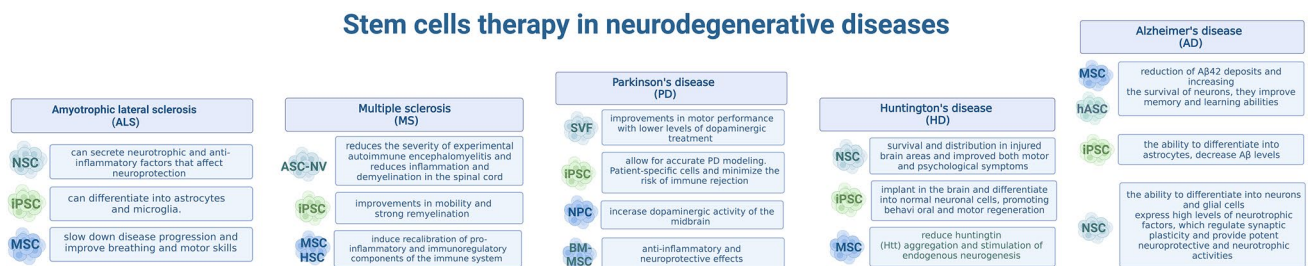 Stem cells therapy in neurodegenerative diseases
Amyotrophic lateral sclerosis
(ALS)
NSC
can secrete neurotrophic and anti-
inflammatory factors that affect
neuroprotection
iPSC
can differentiate into astrocytes
and microglia.
MSC
slow down disease progression and
improve breathing and motor skills
Multiple sclerosis
(MS)
ASC-NV
reduces the severity of experimental
autoimmune encephalomyelitis and
reduces inflammation and
demyelination in the spinal cord
iPSC
improvements in mobility and
strong remyelination
MSC
HSC
induce recalibration of pro-
inflammatory and immunoregulatory
components of the immune system
Parkinson's disease
(PD)
SVF
improvements in motor performance
with lower levels of dopaminergic
treatment
iPSC
allow for accurate PD modeling.
Patient-specific cells and minimize the
risk of immune rejection
NPC
incerase dopaminergic activity of the
midbrain
BM-
MSC
anti-inflammatory and
neuroprotective effects
Huntington's disease
(HD)
NSC
survival and distribution in injured
brain areas and improved both motor
and psychological symptoms
iPSC
implant in the brain and differentiate
into normal neuronal cells, promoting
behavi oral and motor regeneration
MSC
reduce huntingtin
(Htt) aggregation and stimulation of
endogenous neurogenesis
Alzheimer's disease
(AD)
MSC
hASC
reduction of Aβ42 deposits and
increasing
the survival of neurons, they improve
memory and learning abilities
iPSC
the ability to differentiate into
astrocytes, decrease Aβ levels
NSC
the ability to differentiate into neurons
and glial cells
express high levels of neurotrophic
factors, which regulate synaptic
plasticity and provide potent
neuroprotective and neurotrophic
activities